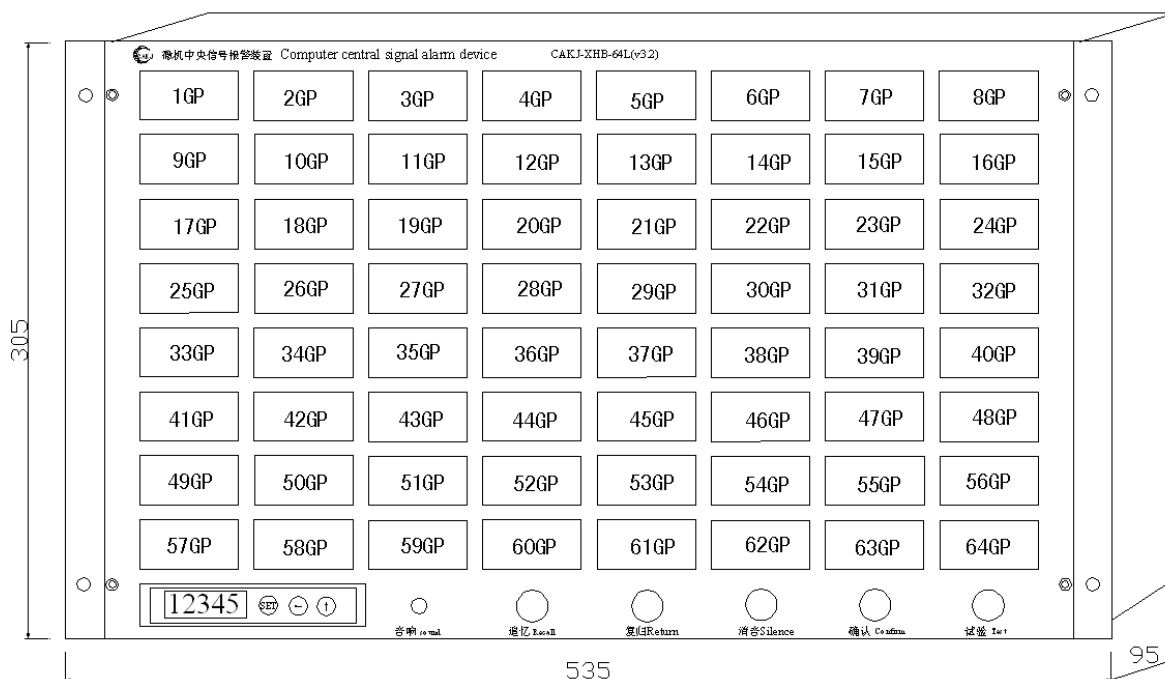 CAKJ 微机中央信号报警装置 Computer central signal alarm device CAKJ-XHB-64L(v3.2)
1GP 2GP 3GP 4GP 5GP 6GP 7GP 8GP
9GP 10GP 11GP 12GP 13GP 14GP 15GP 16GP
17GP 18GP 19GP 20GP 21GP 22GP 23GP 24GP
25GP 26GP 27GP 28GP 29GP 30GP 31GP 32GP
33GP 34GP 35GP 36GP 37GP 38GP 39GP 40GP
41GP 42GP 43GP 44GP 45GP 46GP 47GP 48GP
49GP 50GP 51GP 52GP 53GP 54GP 55GP 56GP
57GP 58GP 59GP 60GP 61GP 62GP 63GP 64GP
12345 SET ← ↑
音响 sound 追忆 Recall 复归Return 消音Silence 确认 Confirm 试验 Test
305
535
95